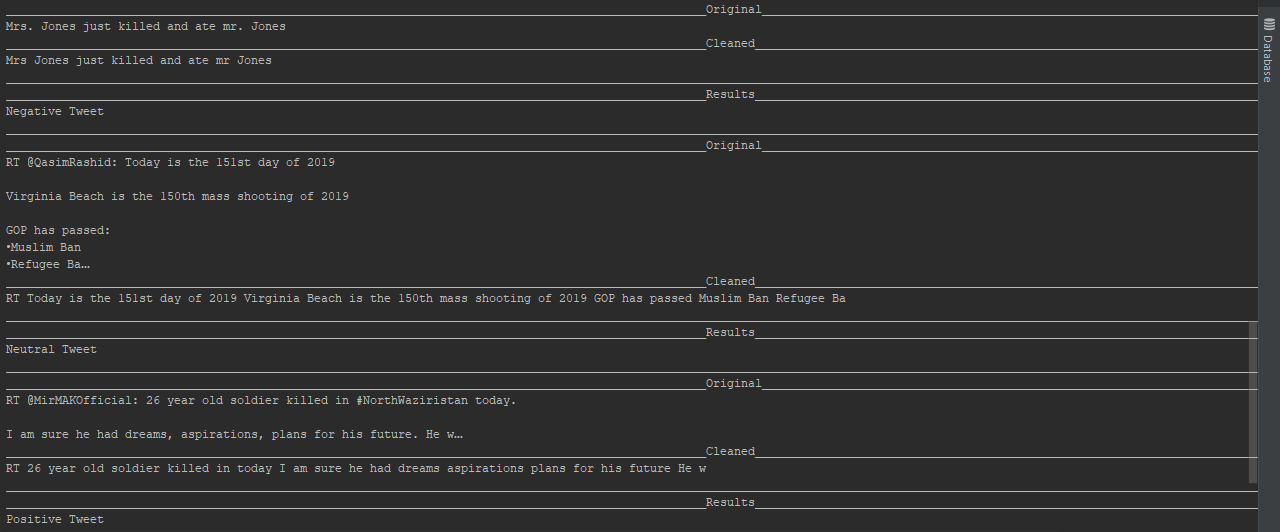 Original
Mrs. Jones just killed and ate mr. Jones
Cleaned
Mrs Jones just killed and ate mr Jones
Results
Negative Tweet
Original
RT @QasimRashid: Today is the 151st day of 2019
Virginia Beach is the 150th mass shooting of 2019
GOP has passed:
•Muslim Ban
•Refugee Ba…
Cleaned
RT Today is the 151st day of 2019 Virginia Beach is the 150th mass shooting of 2019 GOP has passed Muslim Ban Refugee Ba
Results
Neutral Tweet
Original
RT @MirMAKOfficial: 26 year old soldier killed in #NorthWaziristan today.
I am sure he had dreams, aspirations, plans for his future. He w…
Cleaned
RT 26 year old soldier killed in today I am sure he had dreams aspirations plans for his future He w
Results
Positive Tweet
Database